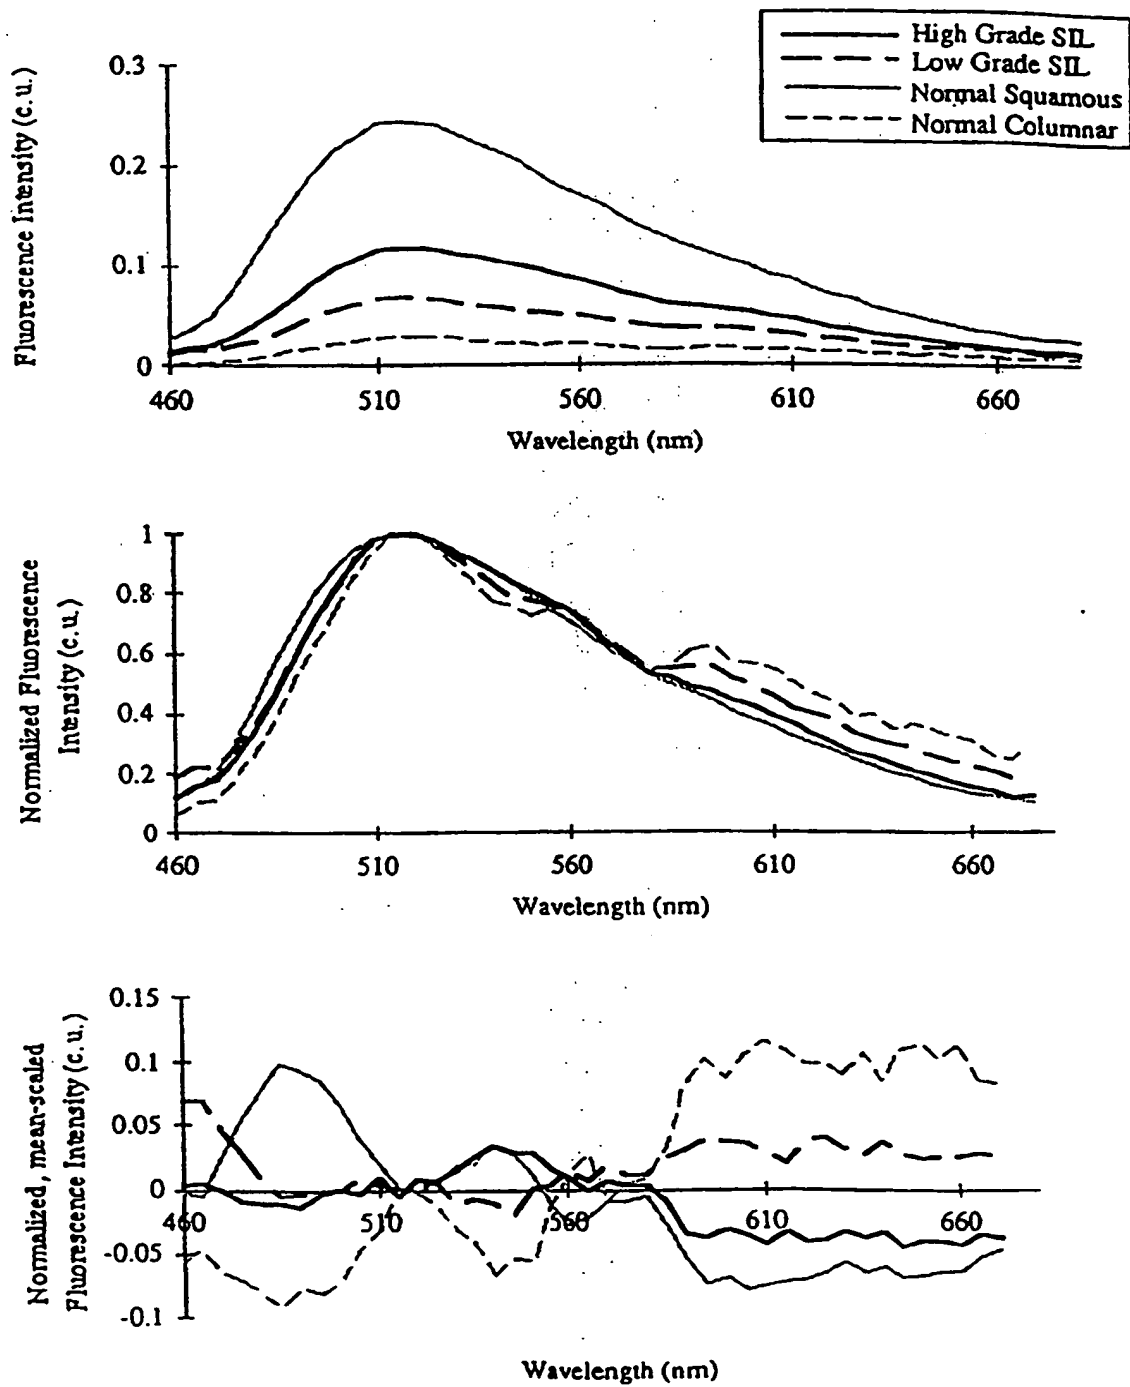 High Grade SIL
Low Grade SIL
Normal Squamous
Normal Columnar
Fluorescence Intensity (c.u.)
0.3
0.2
0.1
0
460
510
560
610
660
Wavelength (nm)
Normalized Fluorescence
Intensity (c.u.)
1
0.8
0.6
0.4
0.2
0
460
510
560
610
660
Wavelength (nm)
Normalized, mean-scaled
Fluorescence Intensity (c.u.)
0.15
0.1
0.05
0
-0.05
-0.1
460
510
560
610
660
Wavelength (nm)